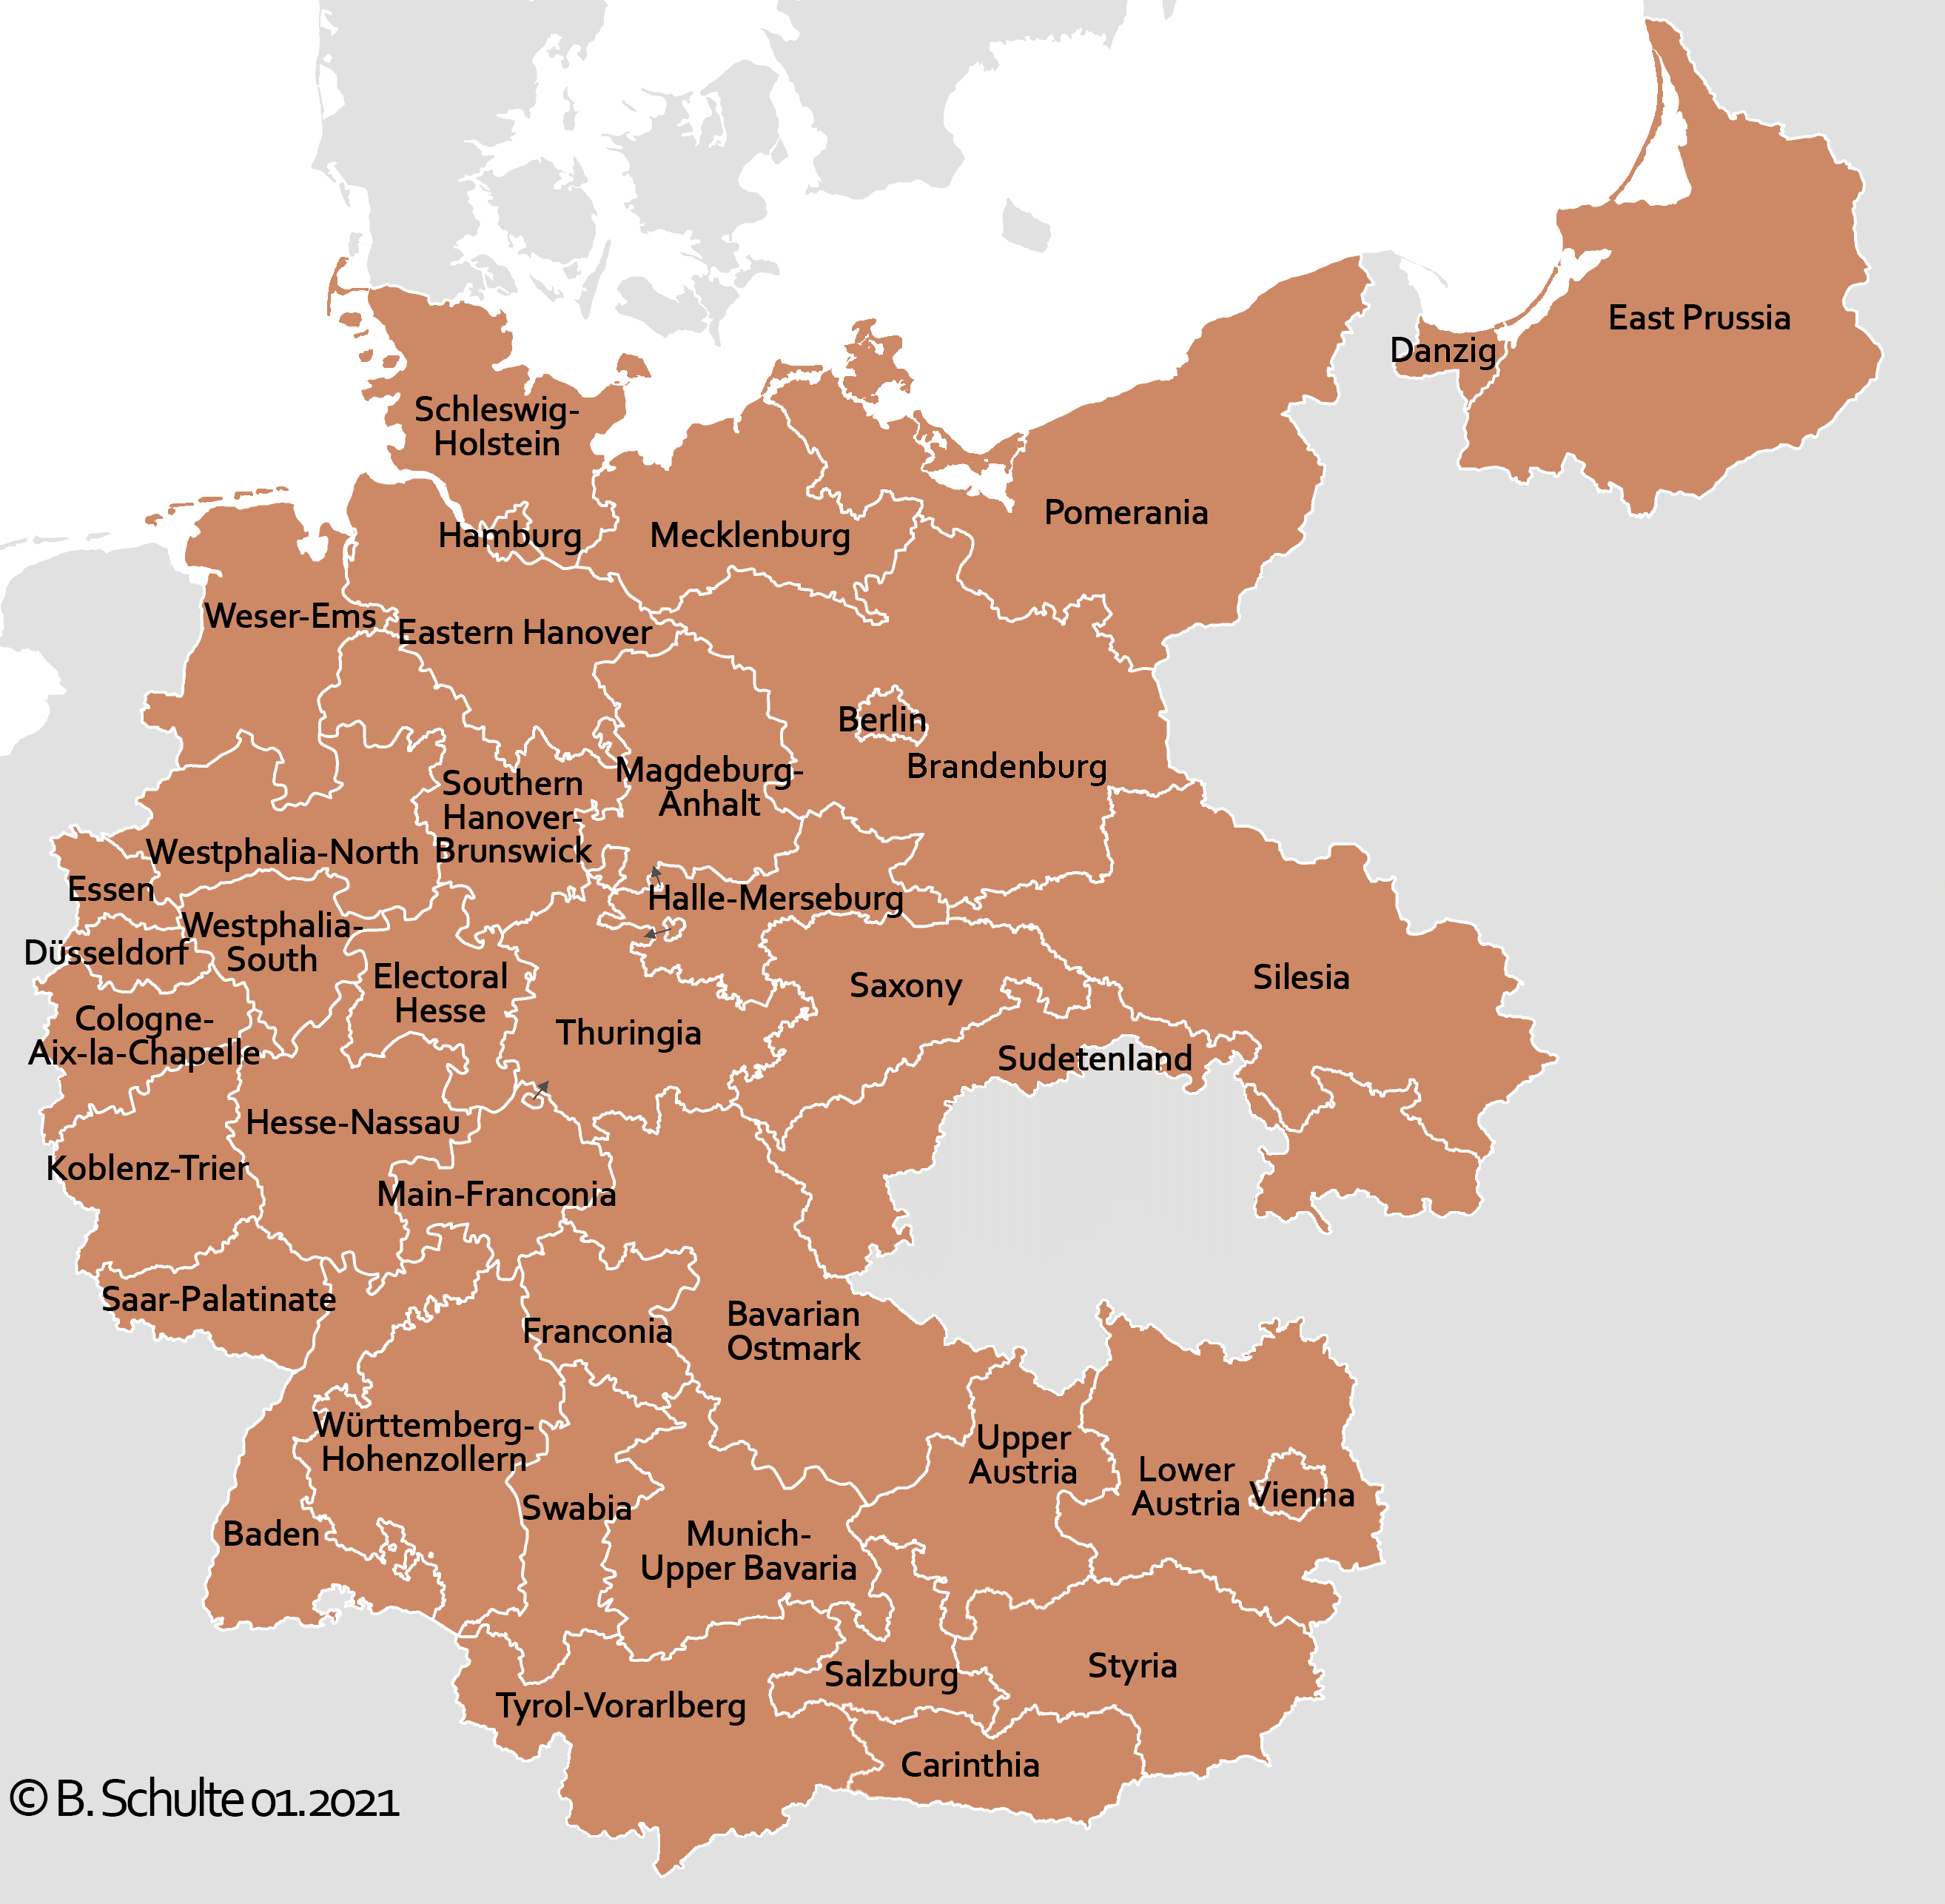 East Prussia
Danzig
Schleswig-
Holstein
Pomerania
Hamburg
Mecklenburg
Weser-Ems
Eastern Hanover
Berlin
Brandenburg
Magdeburg-
Anhalt
Southern
Hanover-
Brunswick
Westphalia-North
Essen
Halle-Merseburg
Westphalia-
South
Düsseldorf
Electoral
Hesse
Saxony
Silesia
Cologne-
Aix-la-Chapelle
Thuringia
Sudetenland
Hesse-Nassau
Koblenz-Trier
Main-Franconia
Saar-Palatinate
Franconia
Bavarian
Ostmark
Württemberg-
Hohenzollern
Upper
Austria
Lower
Austria
Vienna
Swabia
Baden
Munich-
Upper Bavaria
Salzburg
Styria
Tyrol-Vorarlberg
Carinthia
© B. Schulte 01.2021